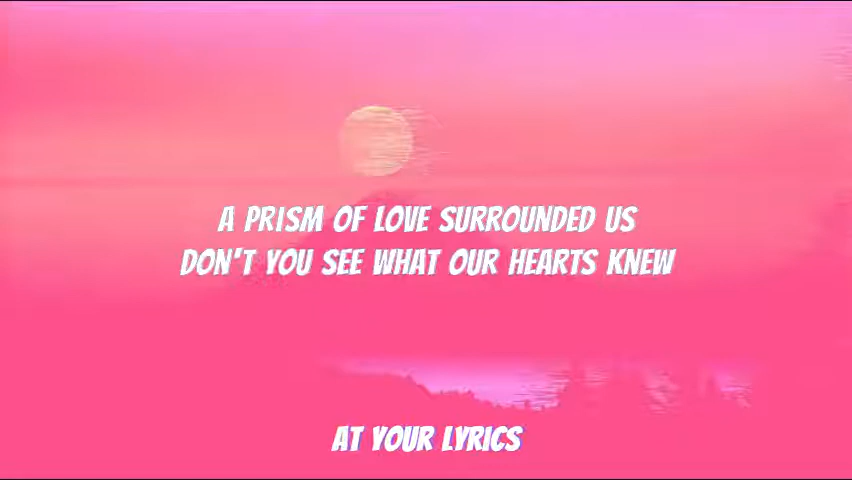 A PRISM OF LOVE SURROUNDED US
DON'T YOU SEE WHAT OUR HEARTS KNEW
AT YOUR LYRICS